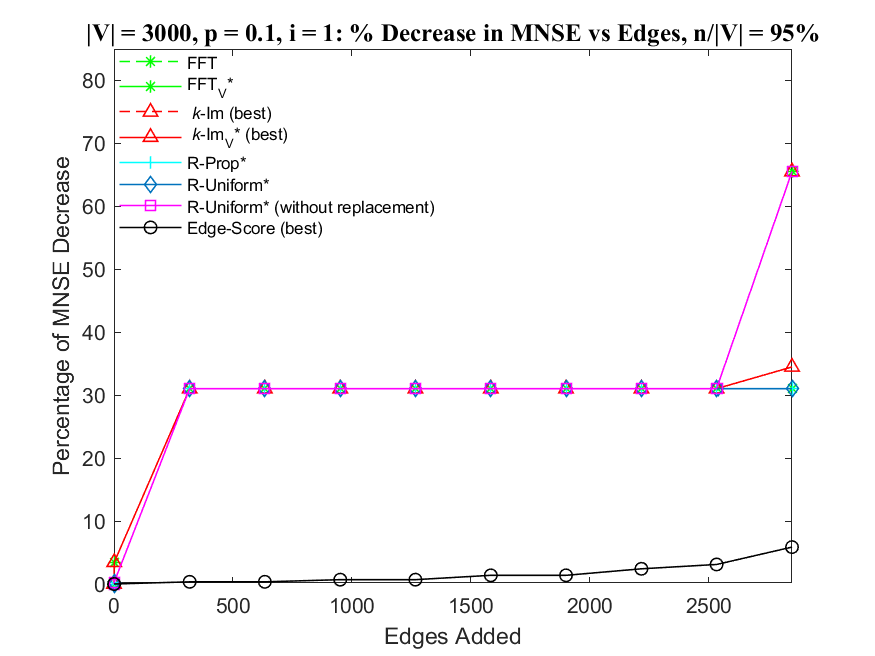 |V| = 3000, p = 0.1, i = 1: % Decrease in MNSE vs Edges, n/|V| = 95%
FFT
FFT_V*
k-Im (best)
k-Im_V* (best)
R-Prop*
R-Uniform*
R-Uniform* (without replacement)
Edge-Score (best)
Percentage of MNSE Decrease
80
70
60
50
40
30
20
10
0
0 500 1000 1500 2000 2500
Edges Added